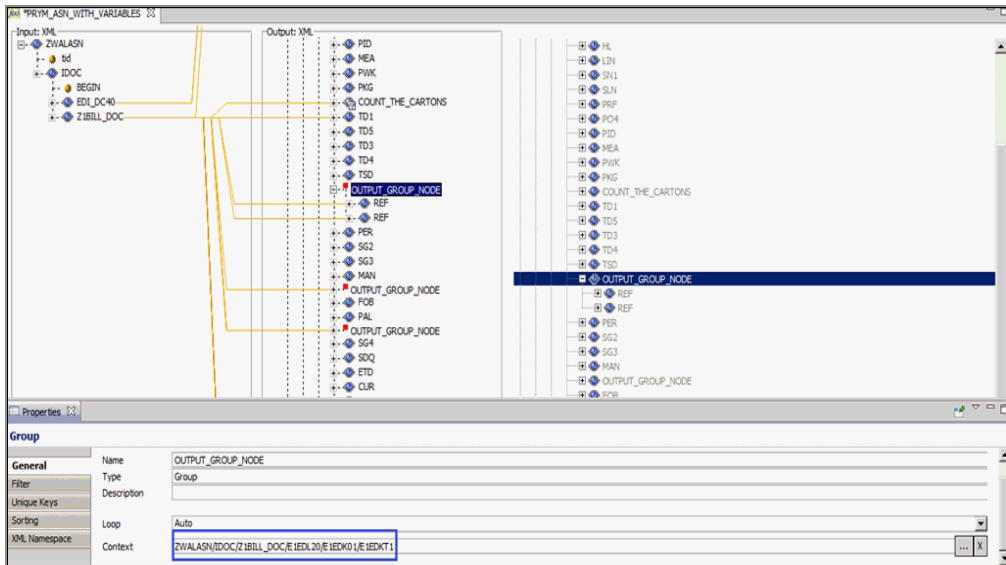 *PRYM_ASN_WITH_VARIABLES
Input: XML
ZWALASN
tid
IDOC
BEGIN
EDI_DC40
Z1BILL_DOC
Output: XML
PID
MEA
PWK
PKG
COUNT_THE_CARTONS
TD1
TD5
TD3
TD4
TSD
OUTPUT_GROUP_NODE
REF
REF
PER
SG2
SG3
MAN
OUTPUT_GROUP_NODE
FOB
PAL
OUTPUT_GROUP_NODE
SG4
SDQ
ETD
CUR
HL
LIN
SN1
SLN
PRF
PO4
PID
MEA
PWK
PKG
COUNT_THE_CARTONS
TD1
TD5
TD3
TD4
TSD
OUTPUT_GROUP_NODE
REF
REF
PER
SG2
SG3
MAN
OUTPUT_GROUP_NODE
FOB
Properties
Group
General
Filter
Unique Keys
Sorting
XML Namespace
Name OUTPUT_GROUP_NODE
Type Group
Description
Loop Auto
Context ZWALASN/IDOC/Z1BILL_DOC/E1EDL20/E1EDK01/E1EDKT1 ... X